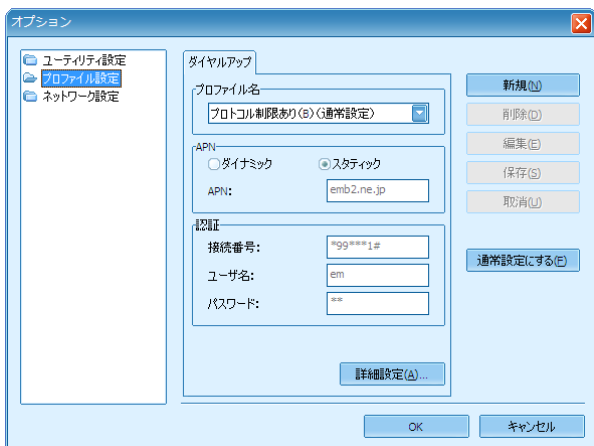 オプション
ユーティリティ設定
プロファイル設定
ネットワーク設定
ダイヤルアップ
プロファイル名
プロトコル制限あり(B)(通常設定)
APN
ダイナミック
スタティック
APN:
emb2.ne.jp
認証
接続番号:
*99***1#
ユーザ名:
em
パスワード:
**
詳細設定(A)...
新規(N)
削除(D)
編集(E)
保存(S)
取消(U)
通常設定にする(F)
OK
キャンセル